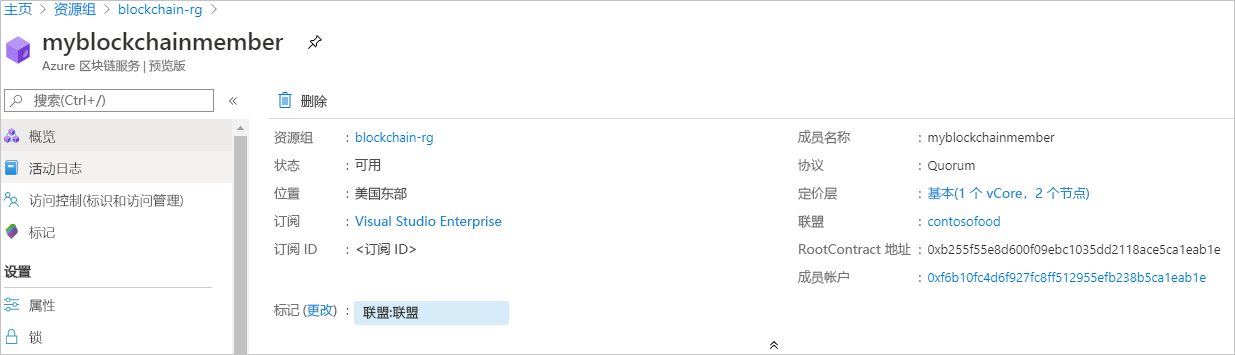 主页 > 资源组 > blockchain-rg >
myblockchainmember
Azure 区块链服务 | 预览版
搜索(Ctrl+/)
«
删除
概览
活动日志
访问控制(标识和访问管理)
标记
设置
属性
锁
资源组 : blockchain-rg
状态 : 可用
位置 : 美国东部
订阅 : Visual Studio Enterprise
订阅 ID : <订阅 ID>
标记 (更改) : 联盟:联盟
成员名称 : myblockchainmember
协议 : Quorum
定价层 : 基本(1 个 vCore，2 个节点)
联盟 : contosofood
RootContract 地址 : 0xb255f55e8d600f09ebc1035dd2118ace5ca1eab1e
成员帐户 : 0xf6b10fc4d6f927fc8ff512955efb238b5ca1eab1e